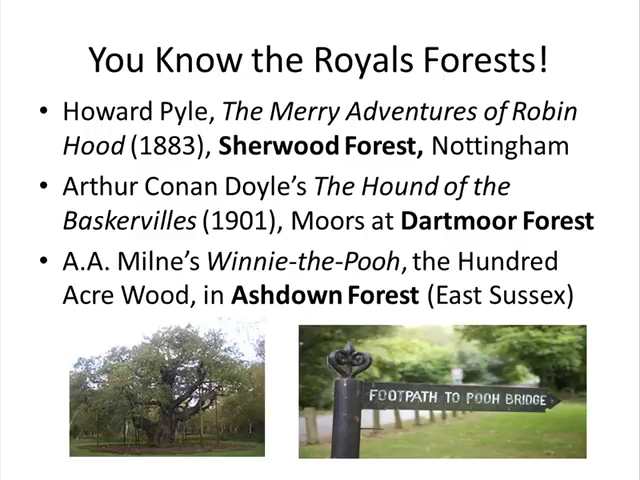 You Know the Royals Forests!
• Howard Pyle, The Merry Adventures of Robin
Hood (1883), Sherwood Forest, Nottingham
• Arthur Conan Doyle’s The Hound of the
Baskervilles (1901), Moors at Dartmoor Forest
• A.A. Milne’s Winnie-the-Pooh, the Hundred
Acre Wood, in Ashdown Forest (East Sussex)
FOOTPATH TO POOH BRIDGE